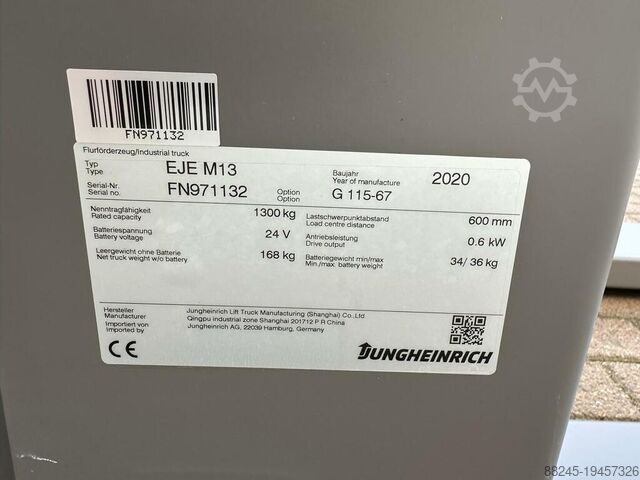 FN971132
Flurförderzeug/Industrial truck
Typ
Type
EJE M13
Baujahr
Year of manufacture
2020
Serial-Nr.
Serial no.
FN971132
Option
Option
G 115-67
Nenntragfähigkeit
Rated capacity
1300 kg
Lastschwerpunktabstand
Load centre distance
600 mm
Batteriespannung
Battery voltage
24 V
Antriebsleistung
Drive output
0.6 kW
Leergewicht ohne Batterie
Net truck weight w/o battery
168 kg
Batteriegewicht min/max
Min./max. battery weight
34/ 36 kg
Hersteller
Manufacturer
Importiert von
Imported by
Jungheinrich Lift Truck Manufacturing (Shanghai) Co.,Ltd
Qingpu industrial zone Shanghai 201712 P R China
Jungheinrich AG, 22039 Hamburg, Germany
CE
JUNGHEINRICH
88245-19457326